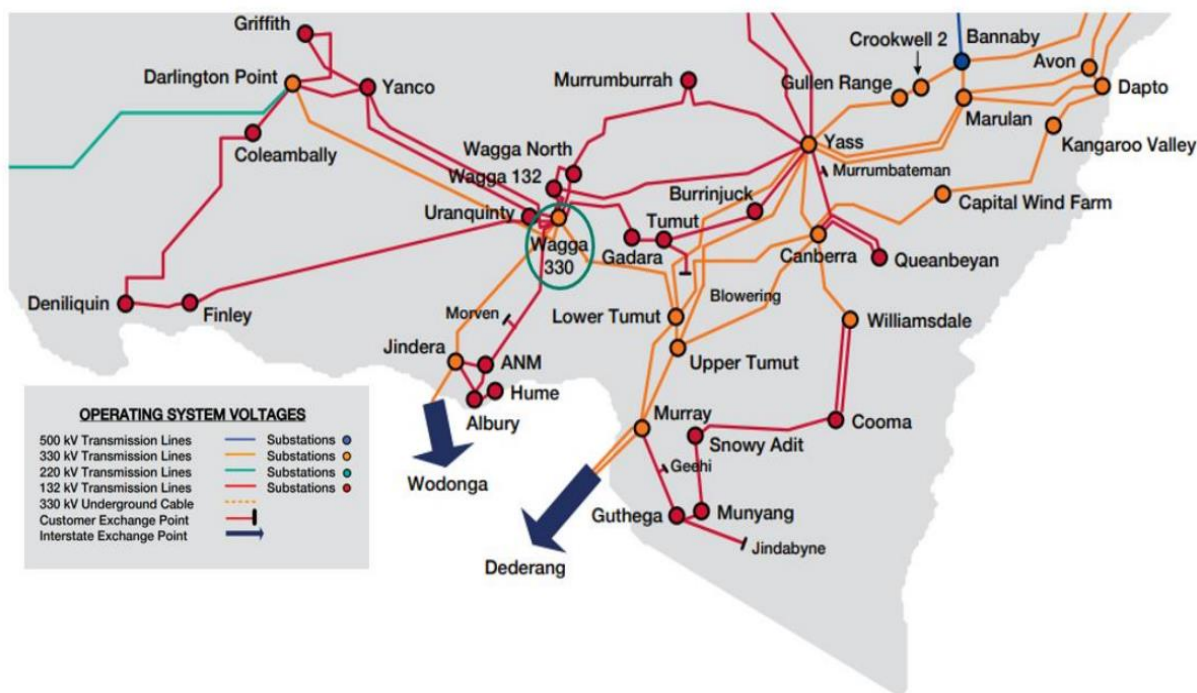 Griffith
Bannaby
Crookwell 2
Avon
Darlington Point
Yanco
Murrumburrah
Gullen Range
Dapto
Marulan
Coleambally
Wagga North
Yass
Kangaroo Valley
Wagga 132
Murrumbateman
Burrinjuck
Uranquinty
Tumut
Capital Wind Farm
Wagga
330
Gadara
Canberra
Queanbeyan
Deniliquin
Finley
Blowering
Morven
Lower Tumut
Williamsdale
Jindera
ANM
Upper Tumut
Hume
Albury
Murray
Cooma
Snowy Adit
Geehi
Wodonga
Guthega
Munyang
Jindabyne
Dederang
OPERATING SYSTEM VOLTAGES
500 kV Transmission Lines Substations
330 kV Transmission Lines Substations
220 kV Transmission Lines Substations
132 kV Transmission Lines Substations
330 kV Underground Cable
Customer Exchange Point
Interstate Exchange Point